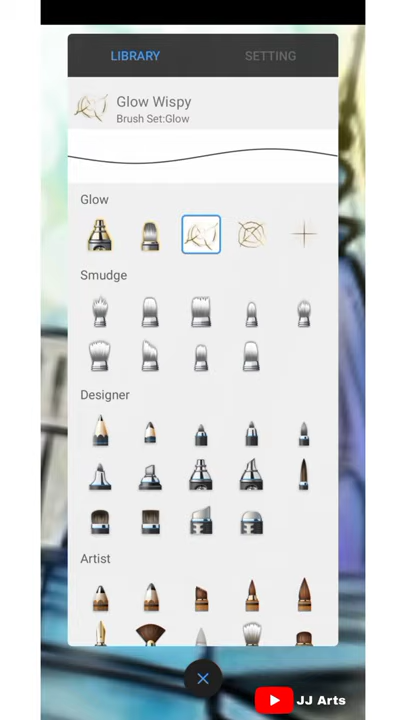 LIBRARY
SETTING
Glow Wispy
Brush Set:Glow
Glow
Smudge
Designer
Artist
JJ Arts